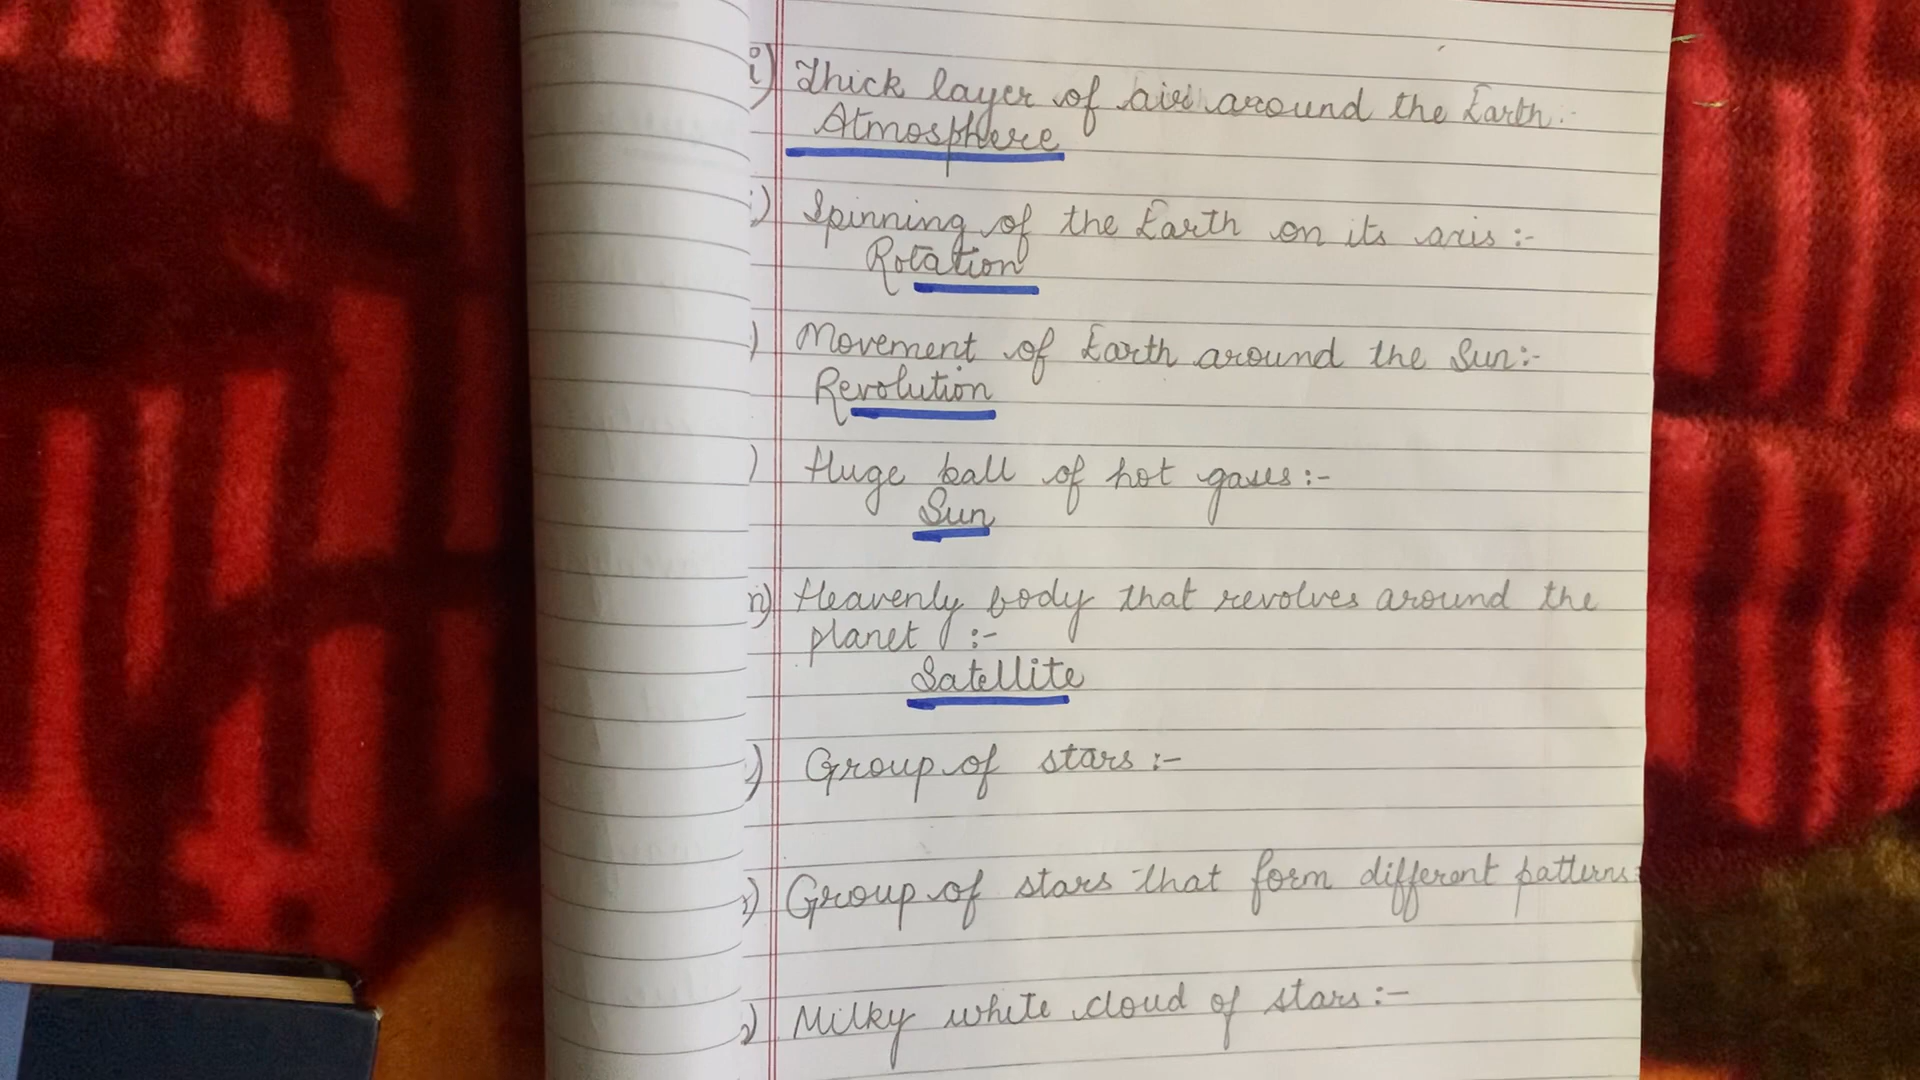 i) Thick layer of air around the Earth :-
Atmosphere
) Spinning of the Earth on its axis :-
Rotation
) Movement of Earth around the Sun:-
Revolution
) Huge ball of hot gases :-
Sun
) Heavenly body that revolves around the
planet :-
Satellite
) Group of stars :-
) Group of stars that form different patterns:
) Milky white cloud of stars :-